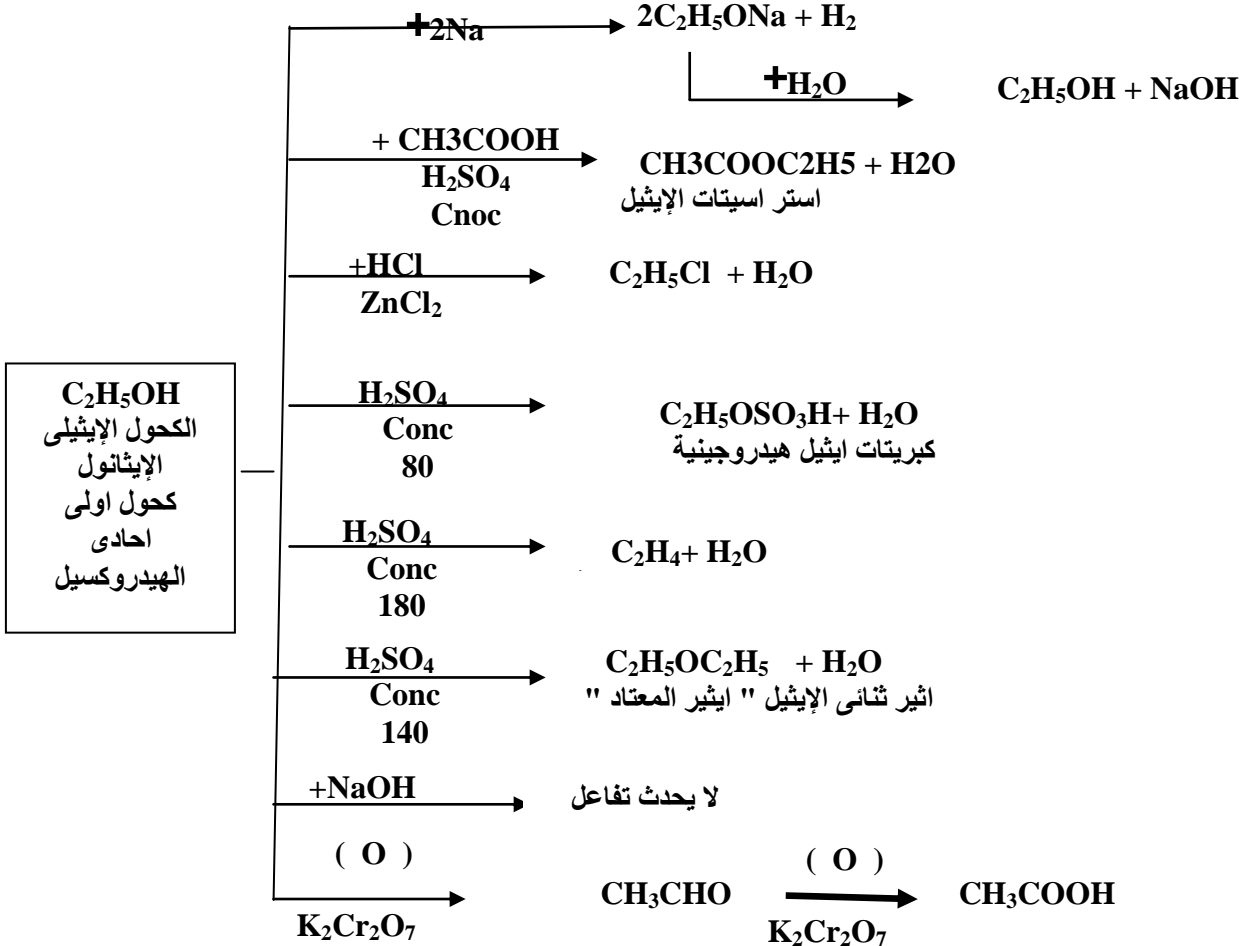 +2Na 2C₂H₅ONa + H₂
+H₂O C₂H₅OH + NaOH
+ CH3COOH CH3COOC2H5 + H2O
H₂SO₄ استر اسيتات الإيثيل
Cnoc
+HCl C₂H₅Cl + H₂O
ZnCl₂
C₂H₅OH
الكحول الإيثيلى
الإيثانول
كحول اولى
احادى
الهيدروكسيل
H₂SO₄ C₂H₅OSO₃H+ H₂O
Conc كبريتات ايثيل هيدروجينية
80
H₂SO₄ C₂H₄+ H₂O
Conc
180
H₂SO₄ C₂H₅OC₂H₅ + H₂O
Conc اثير ثنائى الإيثيل " ايثير المعتاد "
140
+NaOH لا يحدث تفاعل
( O ) ( O )
CH₃CHO CH₃COOH
K₂Cr₂O₇ K₂Cr₂O₇